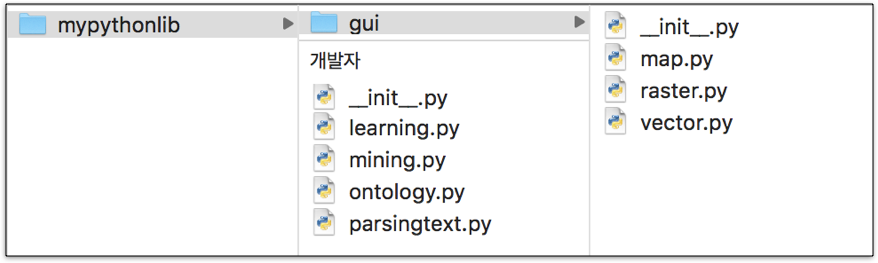 mypythonlib
gui
개발자
__init__.py
learning.py
mining.py
ontology.py
parsingtext.py
__init__.py
map.py
raster.py
vector.py